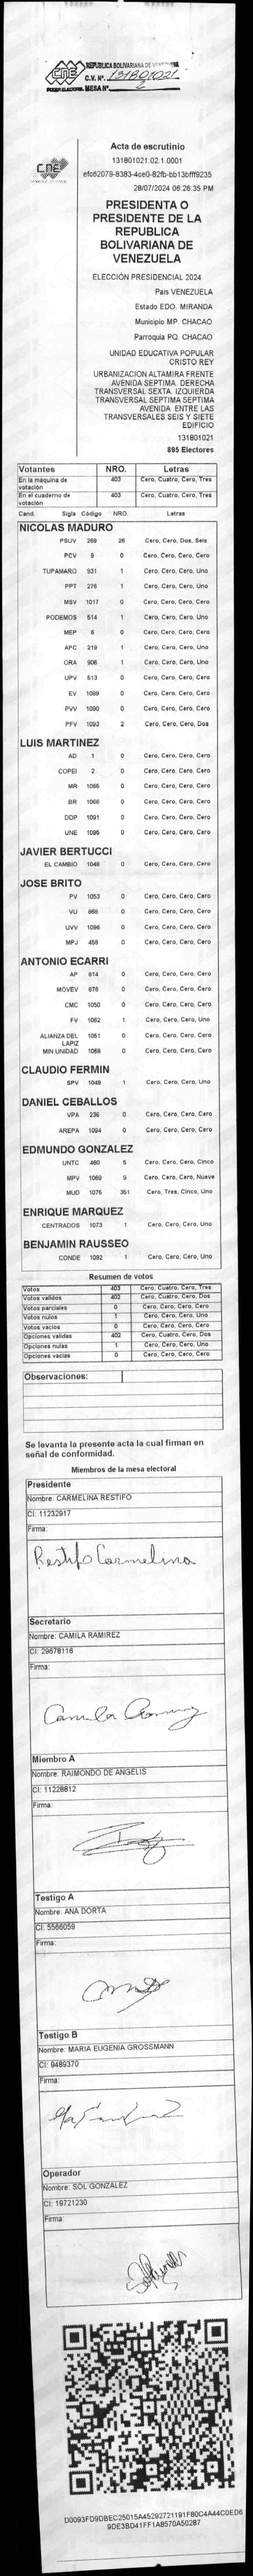 CNE
REPUBLICA BOLIVARIANA DE VENEZUELA
PODER ELECTORAL
C.V. Nº. 131801021
MESA Nº 2
CNE
Acta de escrutinio
131801021.02.1.0001
efc62079-8383-4ce0-82fb-bb13bfff9235
28/07/2024 06:26:35 PM
PRESIDENTA O
PRESIDENTE DE LA
REPUBLICA
BOLIVARIANA DE
VENEZUELA
ELECCIÓN PRESIDENCIAL 2024
País VENEZUELA
Estado EDO. MIRANDA
Municipio MP. CHACAO
Parroquia PQ. CHACAO
UNIDAD EDUCATIVA POPULAR
CRISTO REY
URBANIZACION ALTAMIRA FRENTE
AVENIDA SEPTIMA. DERECHA
TRANSVERSAL SEXTA. IZQUIERDA
TRANSVERSAL SEPTIMA SEPTIMA
AVENIDA ENTRE LAS
TRANSVERSALES SEIS Y SIETE
EDIFICIO
131801021
895 Electores
Votantes NRO. Letras
En la máquina de votación 403 Cero, Cuatro, Cero, Tres
En el cuaderno de votación 403 Cero, Cuatro, Cero, Tres
Cand. Sigla Código NRO. Letras
NICOLAS MADURO
PSUV 269 26 Cero, Cero, Dos, Seis
PCV 9 0 Cero, Cero, Cero, Cero
TUPAMARO 931 1 Cero, Cero, Cero, Uno
PPT 276 1 Cero, Cero, Cero, Uno
MSV 1017 0 Cero, Cero, Cero, Cero
PODEMOS 514 1 Cero, Cero, Cero, Uno
MEP 6 0 Cero, Cero, Cero, Cero
APC 219 1 Cero, Cero, Cero, Uno
ORA 906 1 Cero, Cero, Cero, Uno
UPV 513 0 Cero, Cero, Cero, Cero
EV 1089 0 Cero, Cero, Cero, Cero
PVV 1090 0 Cero, Cero, Cero, Cero
PFV 1093 2 Cero, Cero, Cero, Dos
LUIS MARTINEZ
AD 1 0 Cero, Cero, Cero, Cero
COPEI 2 0 Cero, Cero, Cero, Cero
MR 1065 0 Cero, Cero, Cero, Cero
BR 1066 0 Cero, Cero, Cero, Cero
DDP 1091 0 Cero, Cero, Cero, Cero
UNE 1095 0 Cero, Cero, Cero, Cero
JAVIER BERTUCCI
EL CAMBIO 1048 0 Cero, Cero, Cero, Cero
JOSE BRITO
PV 1053 0 Cero, Cero, Cero, Cero
VU 868 0 Cero, Cero, Cero, Cero
UVV 1096 0 Cero, Cero, Cero, Cero
MPJ 458 0 Cero, Cero, Cero, Cero
ANTONIO ECARRI
AP 614 0 Cero, Cero, Cero, Cero
MOVEV 876 0 Cero, Cero, Cero, Cero
CMC 1050 0 Cero, Cero, Cero, Cero
FV 1062 1 Cero, Cero, Cero, Uno
ALIANZA DEL LAPIZ 1051 0 Cero, Cero, Cero, Cero
MIN UNIDAD 1068 0 Cero, Cero, Cero, Cero
CLAUDIO FERMIN
SPV 1049 1 Cero, Cero, Cero, Uno
DANIEL CEBALLOS
VPA 236 0 Cero, Cero, Cero, Cero
AREPA 1094 0 Cero, Cero, Cero, Cero
EDMUNDO GONZALEZ
UNTC 460 5 Cero, Cero, Cero, Cinco
MPV 1069 9 Cero, Cero, Cero, Nueve
MUD 1075 351 Cero, Tres, Cinco, Uno
ENRIQUE MARQUEZ
CENTRADOS 1073 1 Cero, Cero, Cero, Uno
BENJAMIN RAUSSEO
CONDE 1092 1 Cero, Cero, Cero, Uno
Resumen de votos
Votos 403 Cero, Cuatro, Cero, Tres
Votos validos 402 Cero, Cuatro, Cero, Dos
Votos parciales 0 Cero, Cero, Cero, Cero
Votos nulos 1 Cero, Cero, Cero, Uno
Votos vacios 0 Cero, Cero, Cero, Cero
Opciones validas 402 Cero, Cuatro, Cero, Dos
Opciones nulas 1 Cero, Cero, Cero, Uno
Opciones vacias 0 Cero, Cero, Cero, Cero
Observaciones:
Se levanta la presente acta la cual firman en
señal de conformidad.
Miembros de la mesa electoral
Presidente
Nombre: CARMELINA RESTIFO
CI: 11232917
Firma:
Restifo Carmelina
Secretario
Nombre: CAMILA RAMIREZ
CI: 29678116
Firma:
Miembro A
Nombre: RAIMONDO DE ANGELIS
CI: 11228812
Firma:
Testigo A
Nombre: ANA DORTA
CI: 5566059
Firma:
Testigo B
Nombre: MARIA EUGENIA GROSSMANN
CI: 9489370
Firma:
Operador
Nombre: SOL GONZALEZ
CI: 19721230
Firma:
D0093FD9DBEC25015A45292721191F80C4A44C0ED6
9DE3BD41FF1A8570A50287